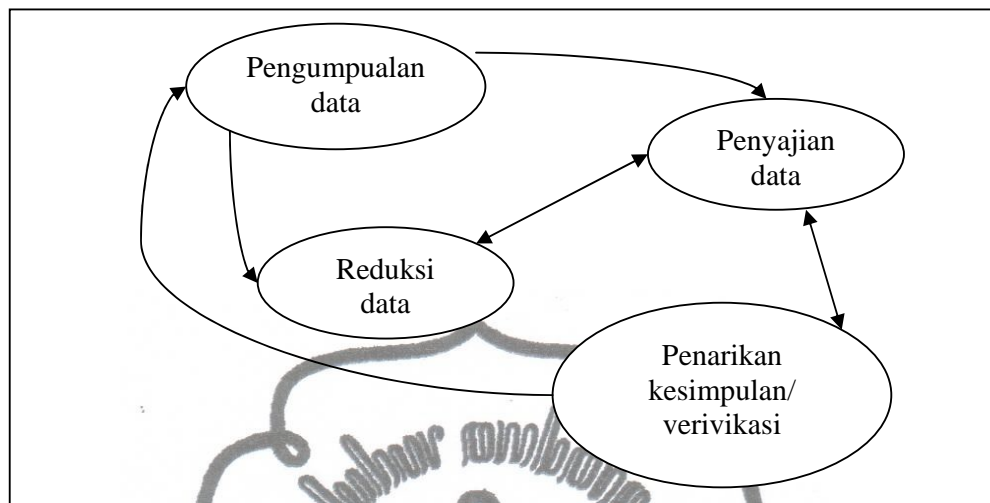 Pengumpualan
data
Penyajian
data
Reduksi
data
Penarikan
kesimpulan/
verivikasi